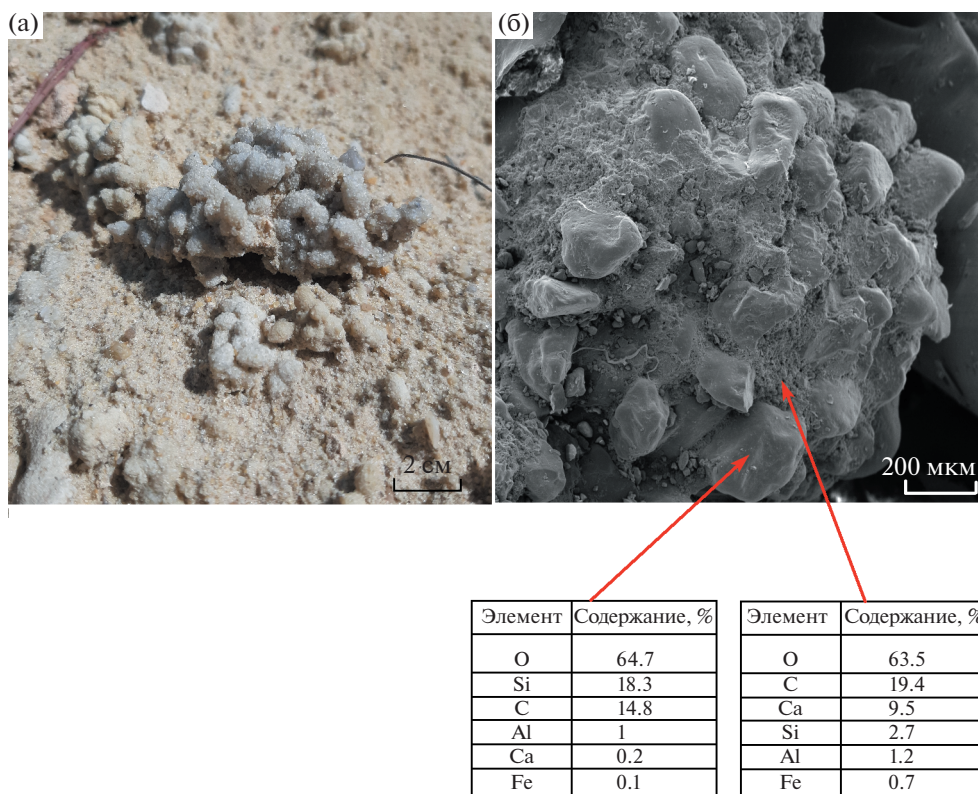 (а)
(б)
2 см
200 мкм
Элемент Содержание, %
O 64.7
Si 18.3
C 14.8
Al 1
Ca 0.2
Fe 0.1
Элемент Содержание, %
O 63.5
C 19.4
Ca 9.5
Si 2.7
Al 1.2
Fe 0.7